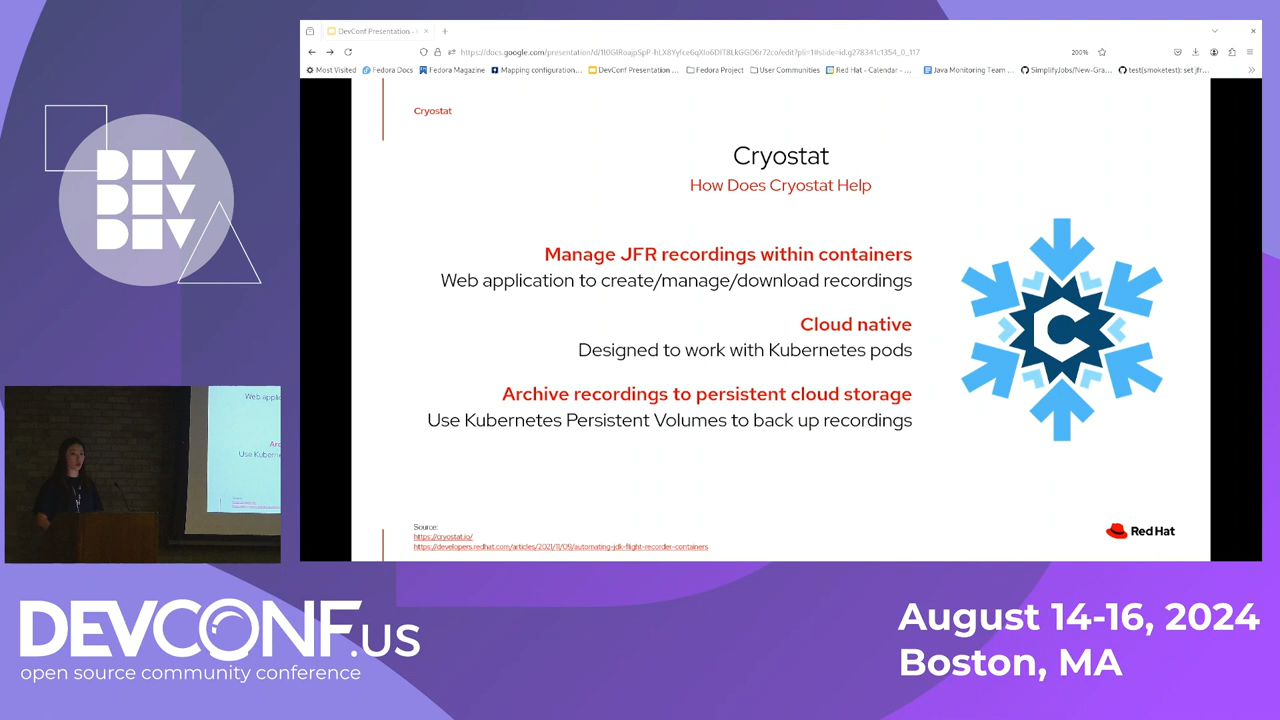 DevConf Presentation -
https://docs.google.com/presentation/d/1I0GlRoajpSpP-hLX8Yyfce6qXIo6DIT8LkGGD6r72co/edit?pli=1#slide=id.g278341c1354_0_117
200%
Most Visited
Fedora Docs
Fedora Magazine
Mapping configuration...
DevConf Presentation ...
Fedora Project
User Communities
Red Hat - Calendar - ...
Java Monitoring Team ...
SimplifyJobs/New-Gra...
test(smoketest): set jfr...
Cryostat
Cryostat
How Does Cryostat Help
Manage JFR recordings within containers
Web application to create/manage/download recordings
Cloud native
Designed to work with Kubernetes pods
Archive recordings to persistent cloud storage
Use Kubernetes Persistent Volumes to back up recordings
Source:
https://cryostat.io/
https://developers.redhat.com/articles/2021/11/09/automating-jdk-flight-recorder-containers
Red Hat
DEV
DEV
DEV
Web applic
Use Kubern
DEVCONF.US
open source community conference
August 14-16, 2024
Boston, MA